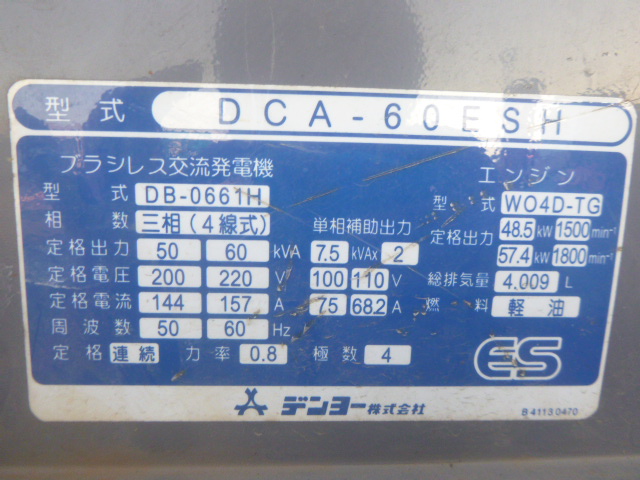 型式 DCA-60ESH
ブラシレス交流発電機
型式 DB-0661H
相数 三相(4線式) 単相補助出力
定格出力 50 60 kVA 7.5 kVAx 2
定格電圧 200 220 V 100 110 V
定格電流 144 157 A 75 68.2 A
周波数 50 60 Hz
定格 連続 力率 0.8 極数 4
エンジン
型式 WO4D-TG
定格出力 48.5 kW 1500 min⁻¹
57.4 kW 1800 min⁻¹
総排気量 4.009 L
燃料 軽油
ES
デンヨー株式会社
B 4113 0470